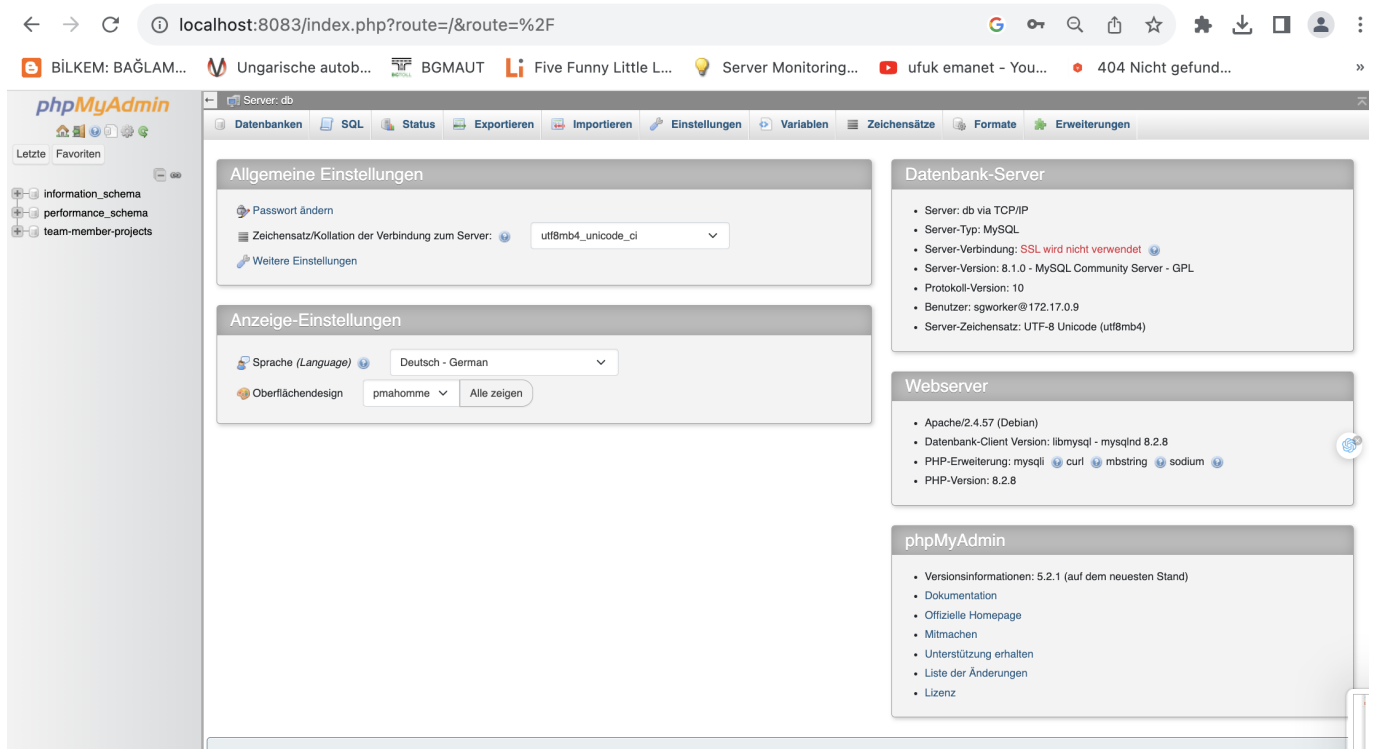 localhost:8083/index.php?route=/&route=%2F
BİLKEM: BAĞLAM... Ungarische autob... BGMAUT Five Funny Little L... Server Monitoring... ufuk emanet - You... 404 Nicht gefund... »
phpMyAdmin
Letzte Favoriten
information_schema
performance_schema
team-member-projects
Server: db
Datenbanken SQL Status Exportieren Importieren Einstellungen Variablen Zeichensätze Formate Erweiterungen
Allgemeine Einstellungen
Passwort ändern
Zeichensatz/Kollation der Verbindung zum Server: utf8mb4_unicode_ci
Weitere Einstellungen
Anzeige-Einstellungen
Sprache (Language) Deutsch - German
Oberflächendesign pmahomme Alle zeigen
Datenbank-Server
Server: db via TCP/IP
Server-Typ: MySQL
Server-Verbindung: SSL wird nicht verwendet
Server-Version: 8.1.0 - MySQL Community Server - GPL
Protokoll-Version: 10
Benutzer: sgworker@172.17.0.9
Server-Zeichensatz: UTF-8 Unicode (utf8mb4)
Webserver
Apache/2.4.57 (Debian)
Datenbank-Client Version: libmysql - mysqlnd 8.2.8
PHP-Erweiterung: mysqli curl mbstring sodium
PHP-Version: 8.2.8
phpMyAdmin
Versionsinformationen: 5.2.1 (auf dem neuesten Stand)
Dokumentation
Offizielle Homepage
Mitmachen
Unterstützung erhalten
Liste der Änderungen
Lizenz